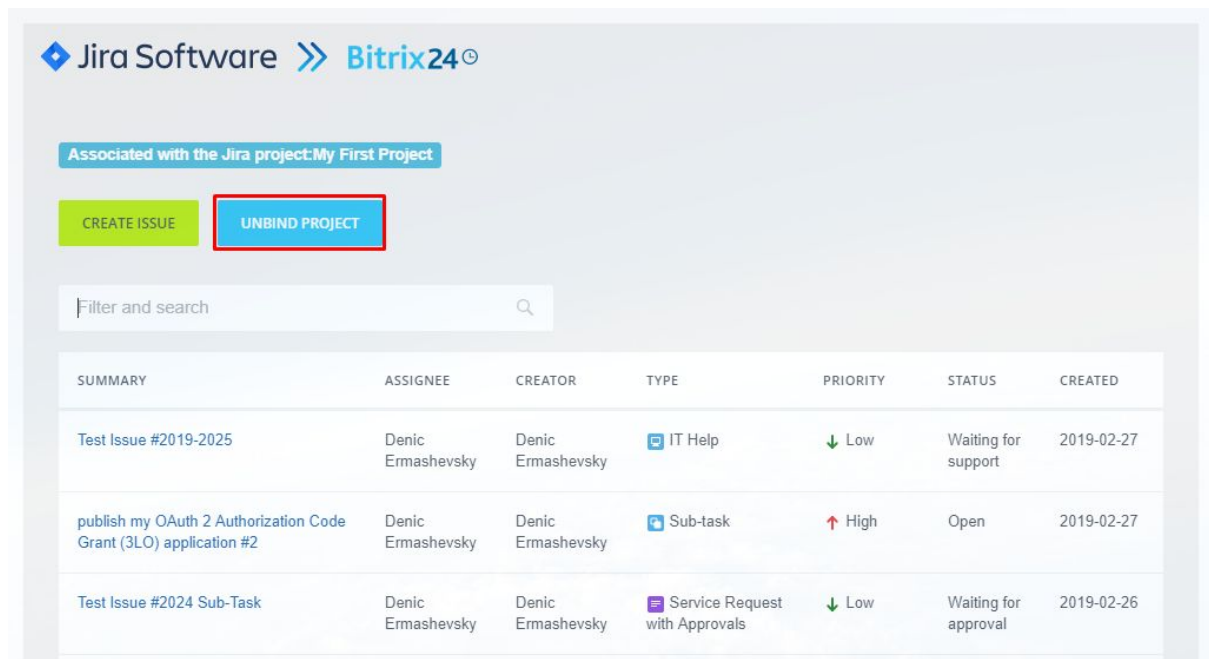 Jira Software Bitrix24
Associated with the Jira project:My First Project
CREATE ISSUE UNBIND PROJECT
Filter and search
SUMMARY ASSIGNEE CREATOR TYPE PRIORITY STATUS CREATED
Test Issue #2019-2025 Denic Denic IT Help Low Waiting for 2019-02-27
Ermashevsky Ermashevsky support
publish my OAuth 2 Authorization Code Denic Denic Sub-task High Open 2019-02-27
Grant (3LO) application #2 Ermashevsky Ermashevsky
Test Issue #2024 Sub-Task Denic Denic Service Request Low Waiting for 2019-02-26
Ermashevsky Ermashevsky with Approvals approval